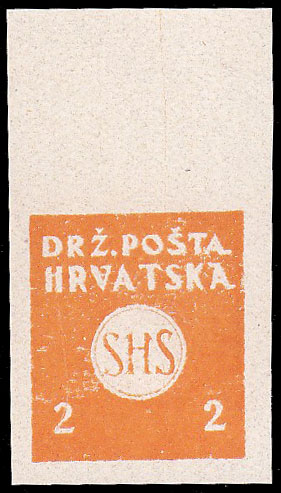 DRŽ. POŠTA
HRVATSKA
SHS
2 2